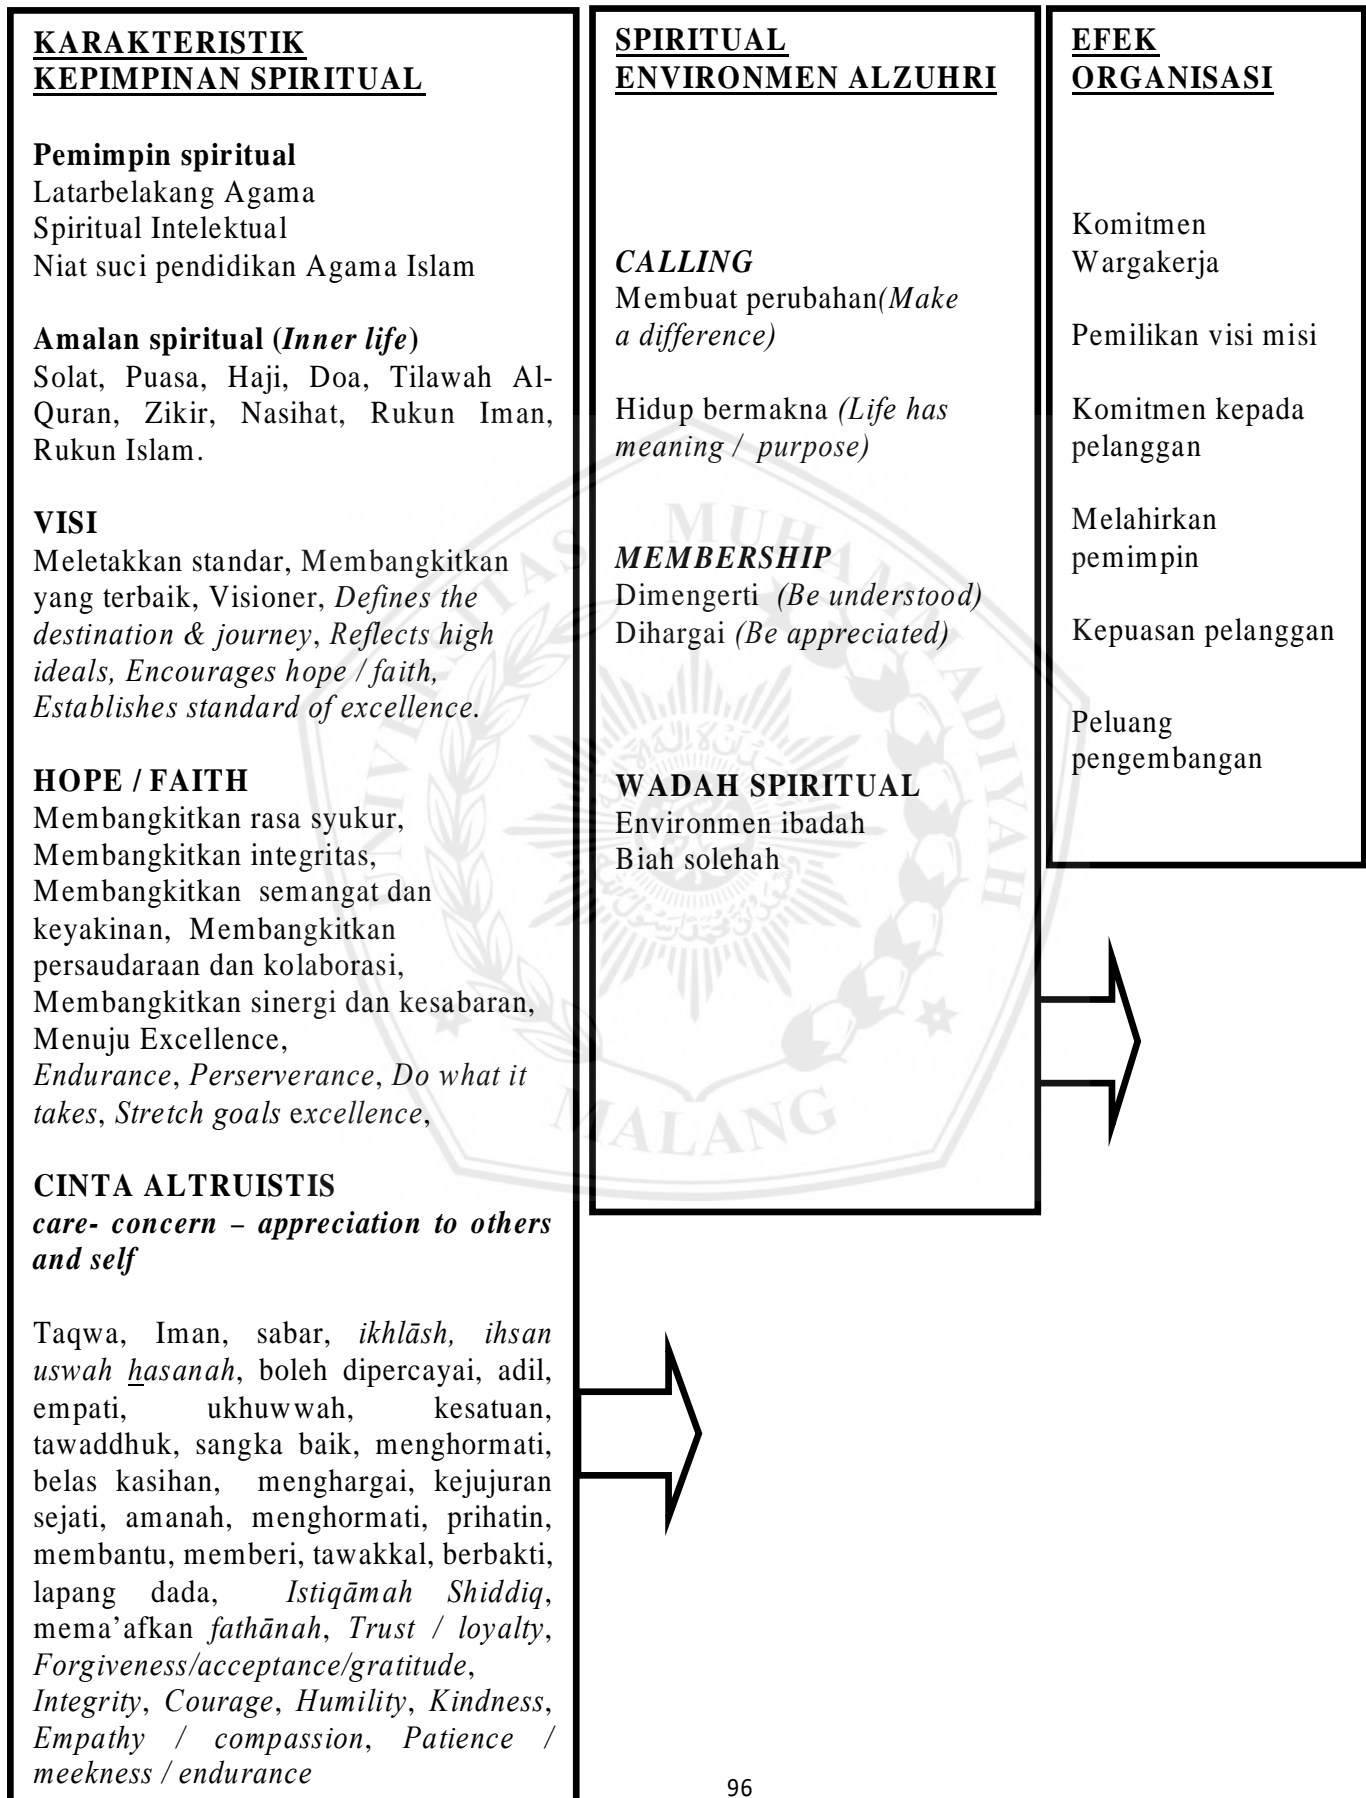 KARAKTERISTIK
KEPIMPINAN SPIRITUAL
Pemimpin spiritual
Latarbelakang Agama
Spiritual Intelektual
Niat suci pendidikan Agama Islam
Amalan spiritual (Inner life)
Solat, Puasa, Haji, Doa, Tilawah Al-
Quran, Zikir, Nasihat, Rukun Iman,
Rukun Islam.
VISI
Meletakkan standar, Membangkitkan
yang terbaik, Visioner, Defines the
destination & journey, Reflects high
ideals, Encourages hope / faith,
Establishes standard of excellence.
HOPE / FAITH
Membangkitkan rasa syukur,
Membangkitkan integritas,
Membangkitkan semangat dan
keyakinan, Membangkitkan
persaudaraan dan kolaborasi,
Membangkitkan sinergi dan kesabaran,
Menuju Excellence,
Endurance, Perserverance, Do what it
takes, Stretch goals excellence,
CINTA ALTRUISTIS
care- concern – appreciation to others
and self
Taqwa, Iman, sabar, ikhlāsh, ihsan
uswah hasanah, boleh dipercayai, adil,
empati, ukhuwwah, kesatuan,
tawaddhuk, sangka baik, menghormati,
belas kasihan, menghargai, kejujuran
sejati, amanah, menghormati, prihatin,
membantu, memberi, tawakkal, berbakti,
lapang dada, Istiqāmah Shiddiq,
mema’afkan fathānah, Trust / loyalty,
Forgiveness/acceptance/gratitude,
Integrity, Courage, Humility, Kindness,
Empathy / compassion, Patience /
meekness / endurance
SPIRITUAL
ENVIRONMEN ALZUHRI
CALLING
Membuat perubahan(Make
a difference)
Hidup bermakna (Life has
meaning / purpose)
MEMBERSHIP
Dimengerti (Be understood)
Dihargai (Be appreciated)
WADAH SPIRITUAL
Environmen ibadah
Biah solehah
EFEK
ORGANISASI
Komitmen
Wargakerja
Pemilikan visi misi
Komitmen kepada
pelanggan
Melahirkan
pemimpin
Kepuasan pelanggan
Peluang
pengembangan
UNIVERSITAS MUHAMMADIYAH
MALANG
96